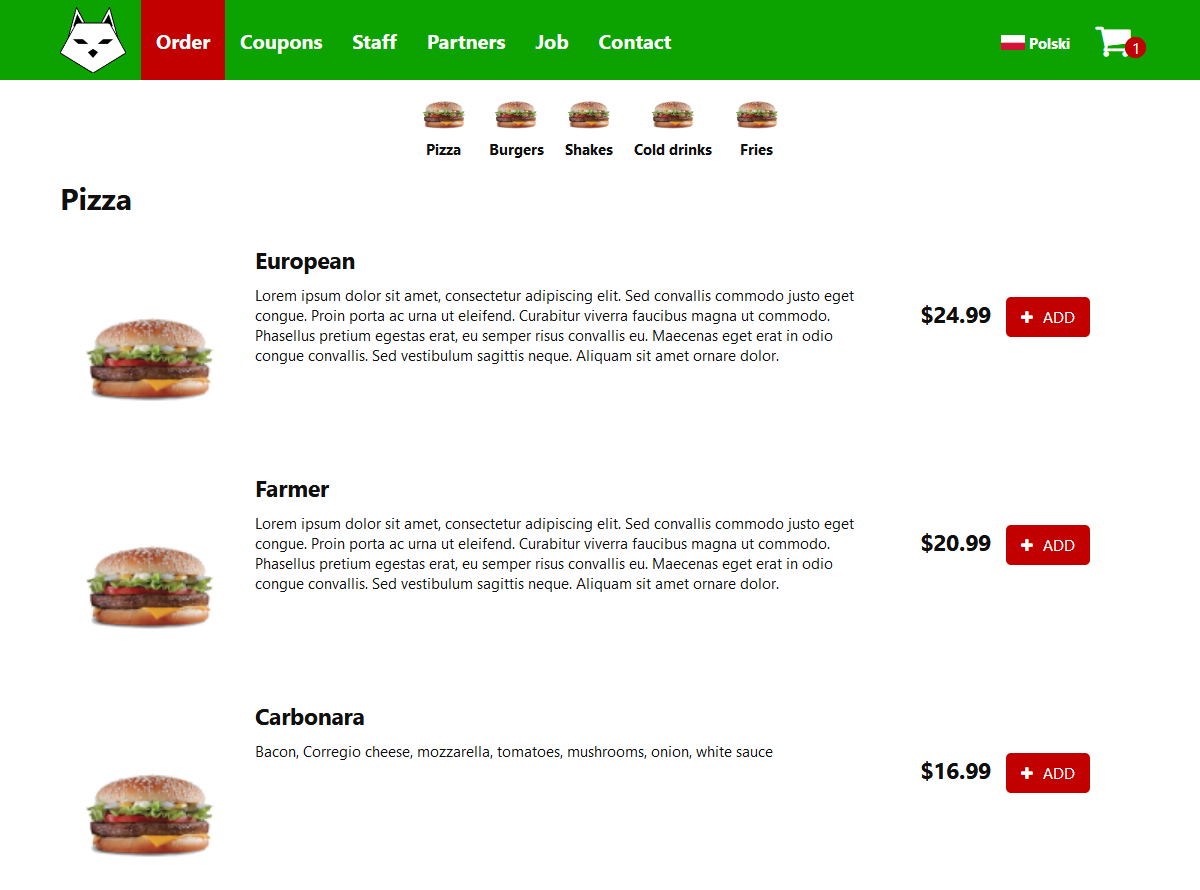 Order Coupons Staff Partners Job Contact Polski 1
Pizza Burgers Shakes Cold drinks Fries
Pizza
European
Lorem ipsum dolor sit amet, consectetur adipiscing elit. Sed convallis commodo justo eget
congue. Proin porta ac urna ut eleifend. Curabitur viverra faucibus magna ut commodo.
Phasellus pretium egestas erat, eu semper risus convallis eu. Maecenas eget erat in odio
congue convallis. Sed vestibulum sagittis neque. Aliquam sit amet ornare dolor.
$24.99 + ADD
Farmer
Lorem ipsum dolor sit amet, consectetur adipiscing elit. Sed convallis commodo justo eget
congue. Proin porta ac urna ut eleifend. Curabitur viverra faucibus magna ut commodo.
Phasellus pretium egestas erat, eu semper risus convallis eu. Maecenas eget erat in odio
congue convallis. Sed vestibulum sagittis neque. Aliquam sit amet ornare dolor.
$20.99 + ADD
Carbonara
Bacon, Corregio cheese, mozzarella, tomatoes, mushrooms, onion, white sauce
$16.99 + ADD